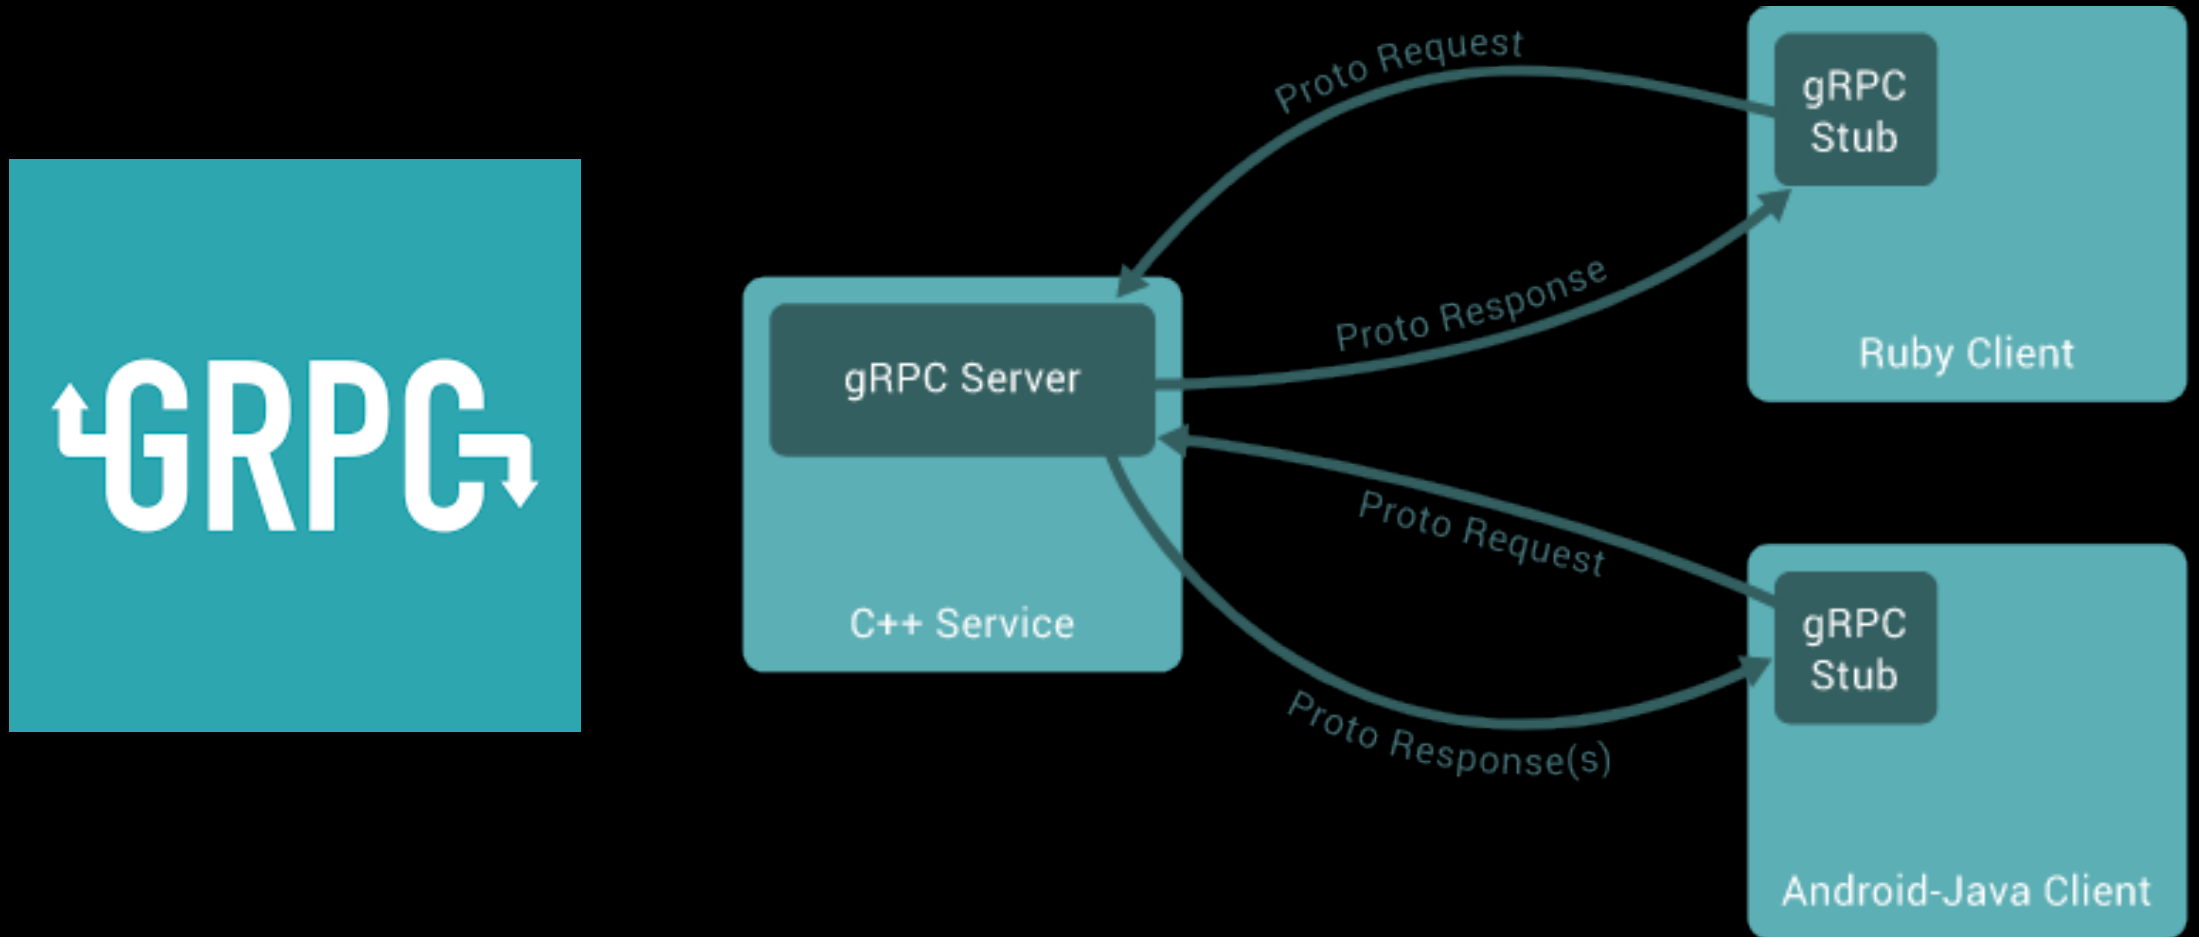 GRPC
Proto Request
gRPC
Stub
Ruby Client
Proto Response
gRPC Server
C++ Service
Proto Request
gRPC
Stub
Proto Response(s)
Android-Java Client